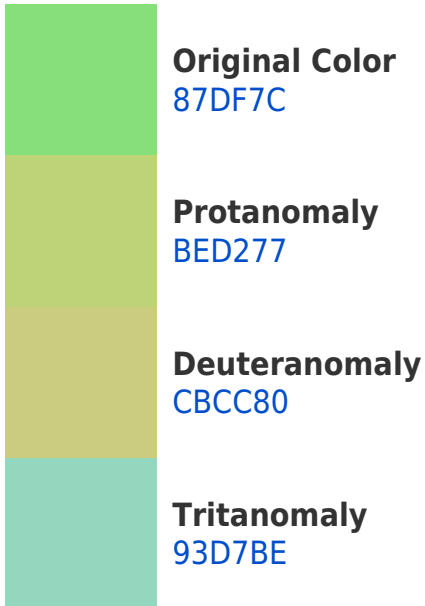 Original Color
87DF7C
Protanomaly
BED277
Deuteranomaly
CBCC80
Tritanomaly
93D7BE